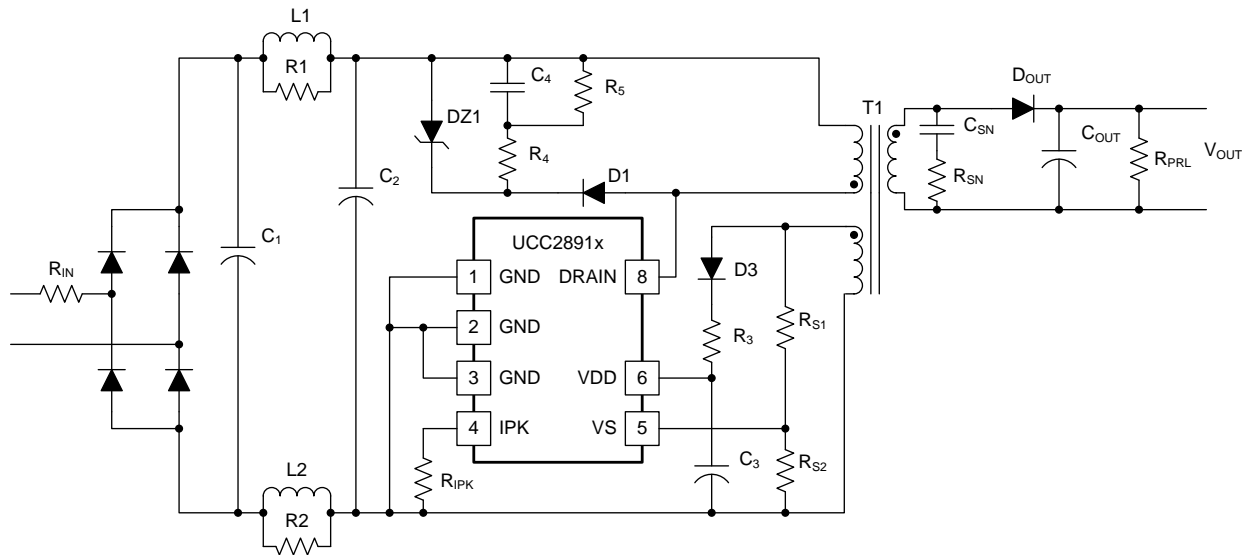 L1
R1
C4
R5
DZ1
R4
D1
T1
DOUT
CSN
RSN
COUT
RPRL
VOUT
C2
C1
RIN
UCC2891x
1 GND DRAIN 8
2 GND
3 GND VDD 6
4 IPK VS 5
D3
R3
RS1
RS2
C3
RIPK
L2
R2